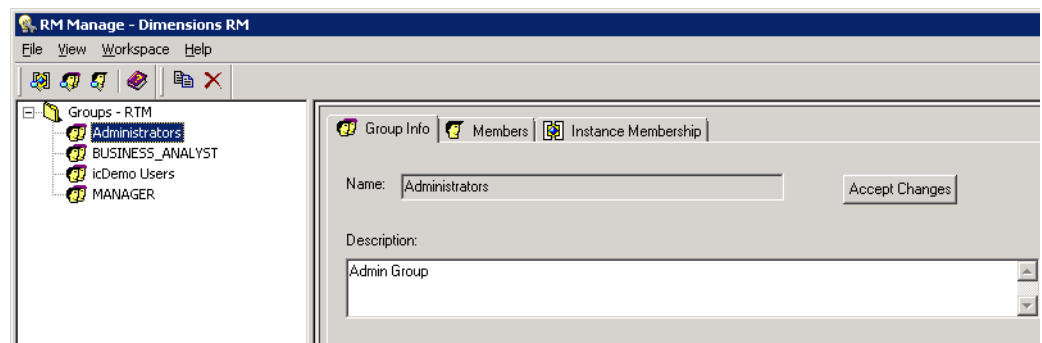 RM Manage - Dimensions RM
File View Workspace Help
Groups - RTM
Administrators
BUSINESS_ANALYST
icDemo Users
MANAGER
Group Info Members Instance Membership
Name: Administrators Accept Changes
Description:
Admin Group